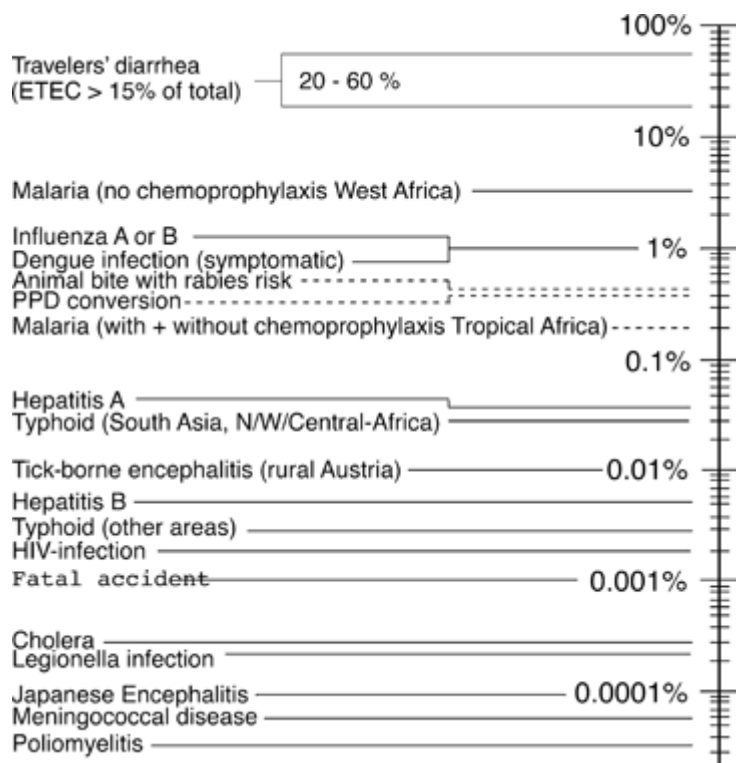 100%
Travelers' diarrhea
(ETEC > 15% of total)
20 - 60 %
10%
Malaria (no chemoprophylaxis West Africa)
Influenza A or B
1%
Dengue infection (symptomatic)
Animal bite with rabies risk
PPD conversion
Malaria (with + without chemoprophylaxis Tropical Africa)
0.1%
Hepatitis A
Typhoid (South Asia, N/W/Central-Africa)
Tick-borne encephalitis (rural Austria)
0.01%
Hepatitis B
Typhoid (other areas)
HIV-infection
Fatal accident
0.001%
Cholera
Legionella infection
Japanese Encephalitis
0.0001%
Meningococcal disease
Poliomyelitis